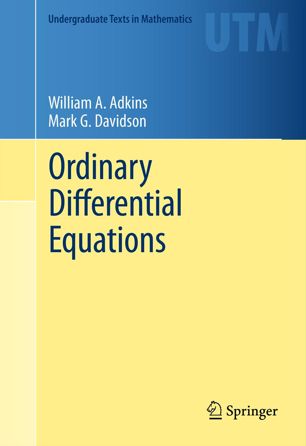 Undergraduate Texts in Mathematics
UTM
William A. Adkins
Mark G. Davidson
Ordinary
Differential
Equations
Springer